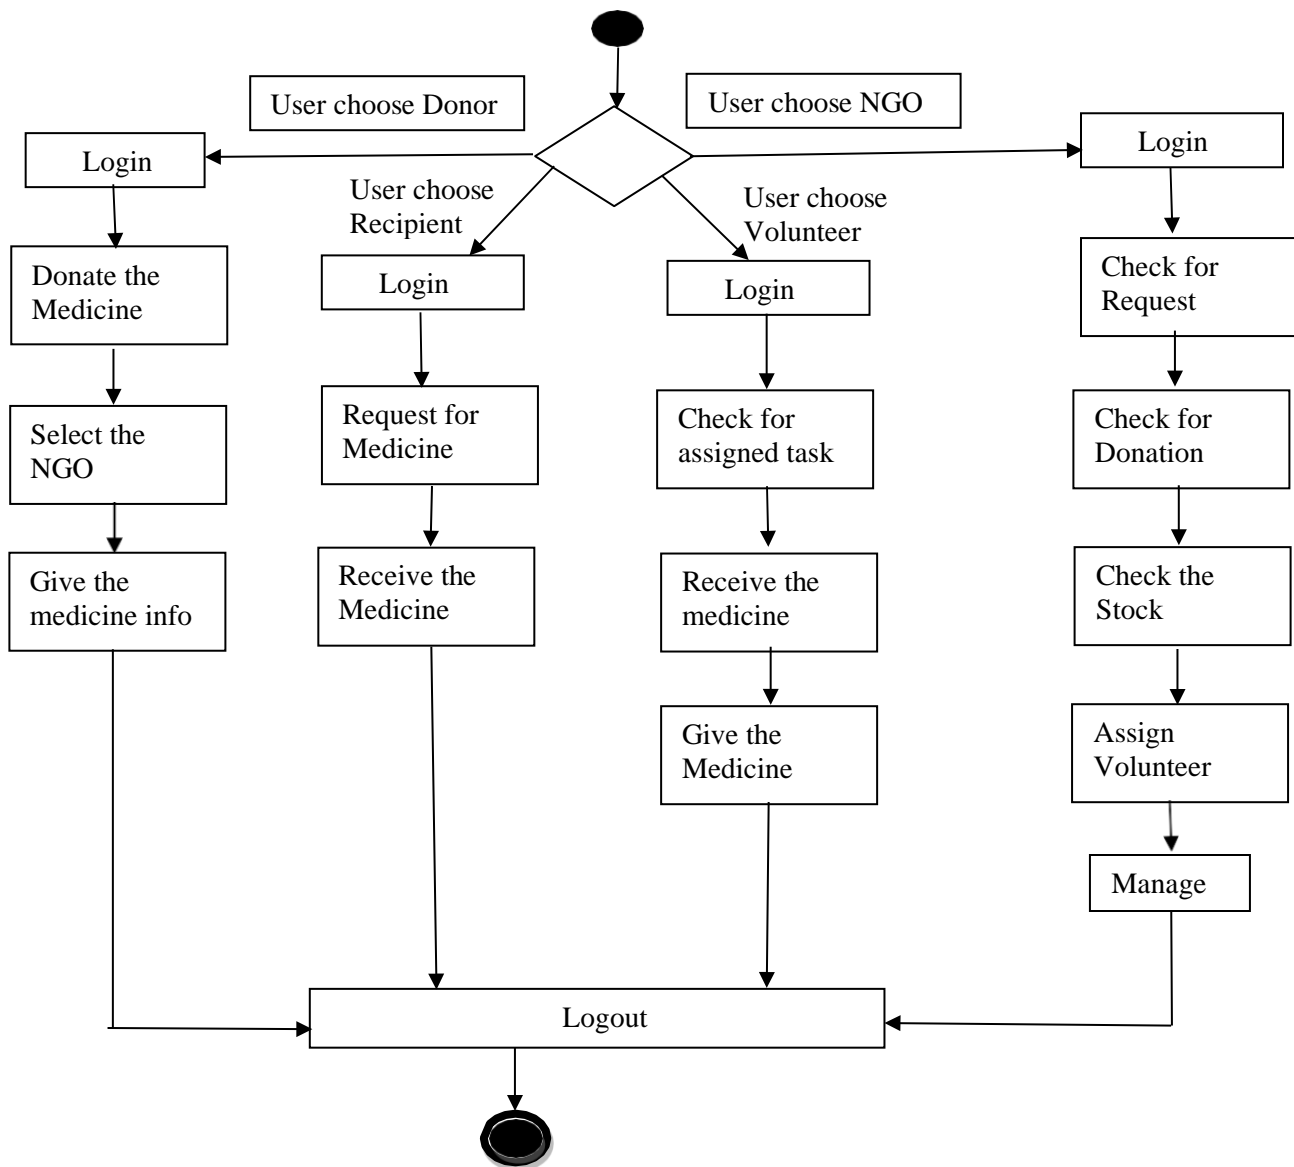 User choose Donor
User choose NGO
Login
Login
User choose
Recipient
User choose
Volunteer
Donate the
Medicine
Login
Login
Check for
Request
Select the
NGO
Request for
Medicine
Check for
assigned task
Check for
Donation
Give the
medicine info
Receive the
Medicine
Receive the
medicine
Check the
Stock
Give the
Medicine
Assign
Volunteer
Manage
Logout